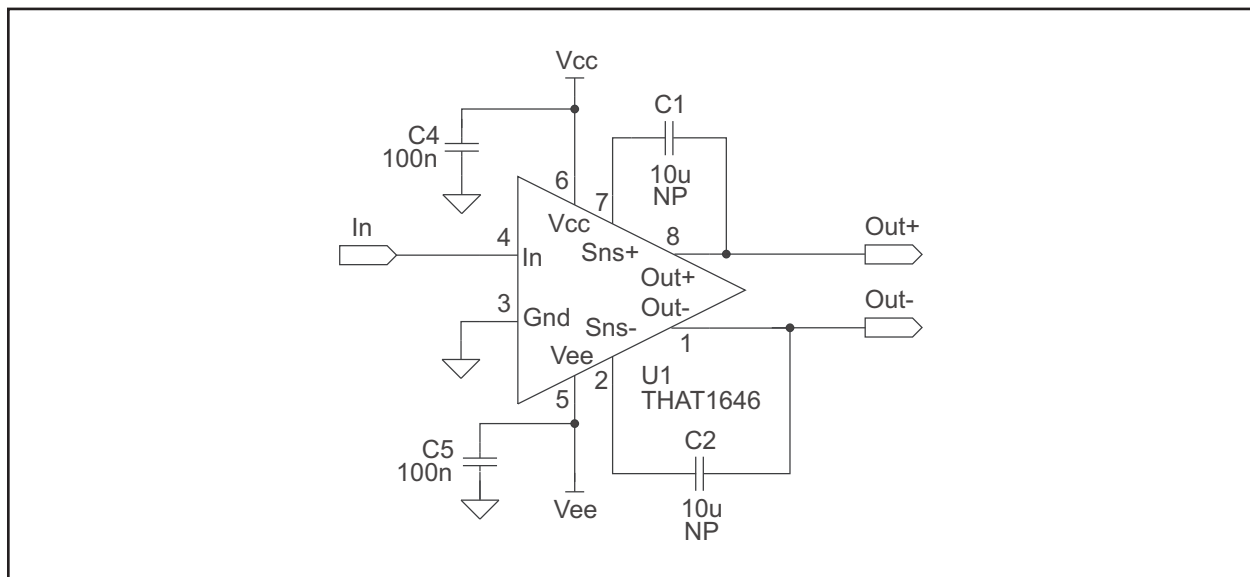 Vcc
C1
C4
100n
10u
NP
6
7
Vcc
In
4
In
Sns+
8
Out+
Out+
3
Gnd
Out-
Out-
Sns-
1
Vee
2
U1
THAT1646
5
C5
100n
C2
Vee
10u
NP